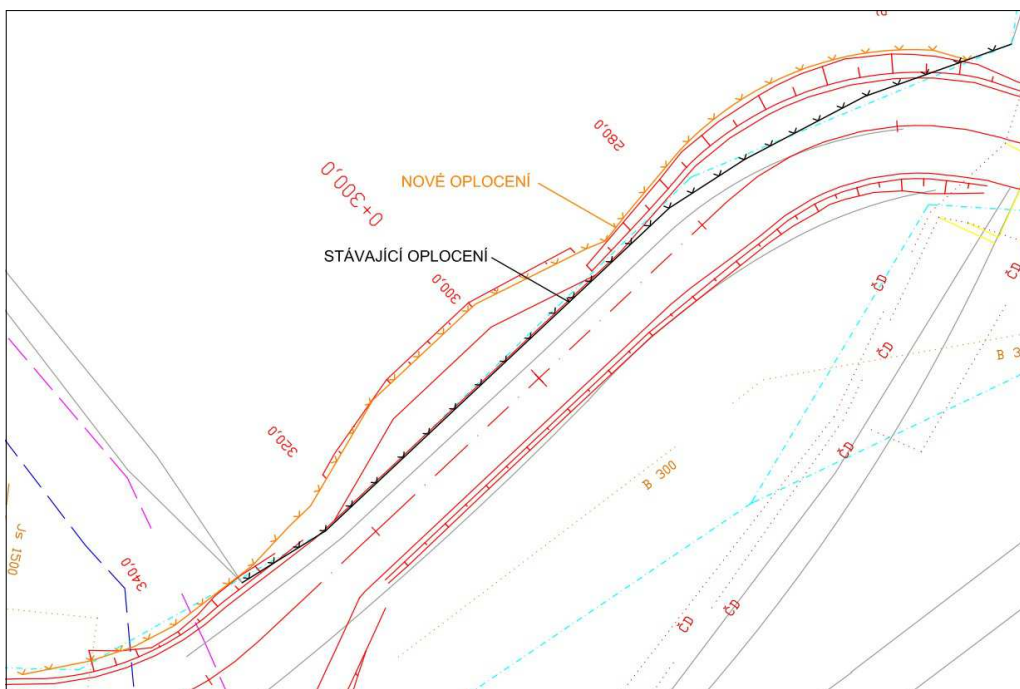 280,0
0+300,0
NOVÉ OPLOCENÍ
STÁVAJÍCÍ OPLOCENÍ
300,0
ČD
ČD
ČD
B 3
320,0
ČD
B 300
Js 1500
340,0
ČD
ČD